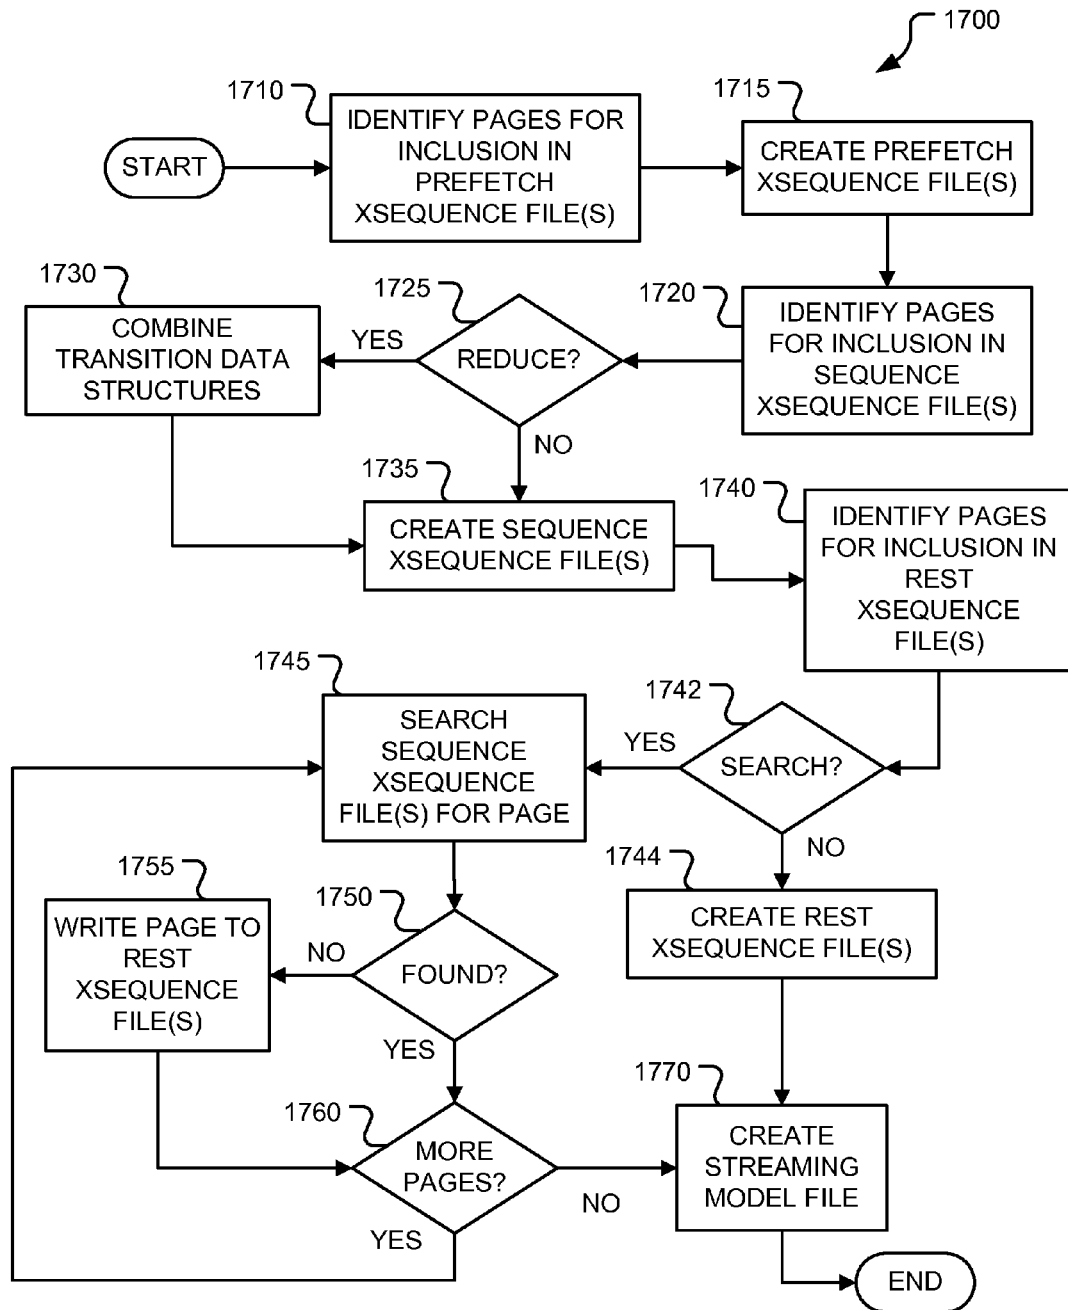 1700
1710
IDENTIFY PAGES FOR
INCLUSION IN
PREFETCH
XSEQUENCE FILE(S)
1715
CREATE PREFETCH
XSEQUENCE FILE(S)
START
1730
COMBINE
TRANSITION DATA
STRUCTURES
YES
1725
REDUCE?
NO
1720
IDENTIFY PAGES
FOR INCLUSION IN
SEQUENCE
XSEQUENCE FILE(S)
1735
CREATE SEQUENCE
XSEQUENCE FILE(S)
1740
IDENTIFY PAGES
FOR INCLUSION IN
REST
XSEQUENCE
FILE(S)
1745
SEARCH
SEQUENCE
XSEQUENCE
FILE(S) FOR PAGE
YES
1742
SEARCH?
NO
1744
CREATE REST
XSEQUENCE FILE(S)
1755
WRITE PAGE TO
REST
XSEQUENCE
FILE(S)
NO
1750
FOUND?
YES
1760
MORE
PAGES?
YES
NO
1770
CREATE
STREAMING
MODEL FILE
END